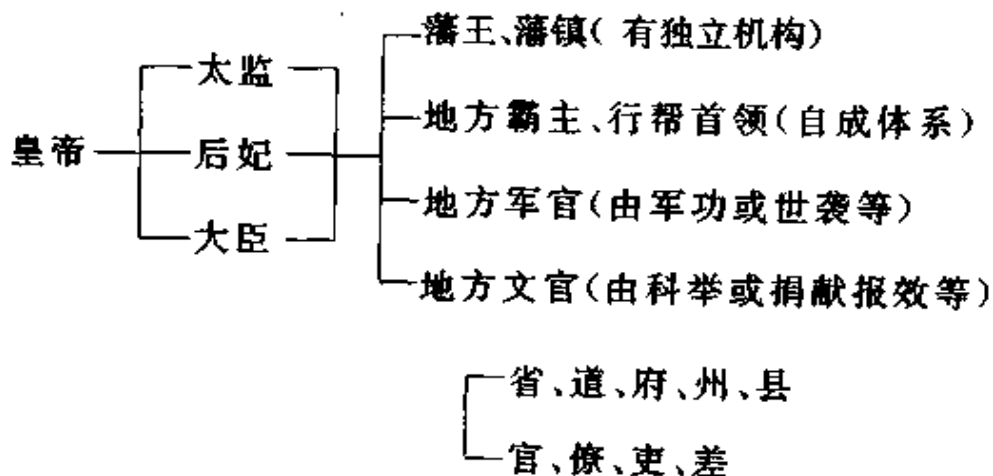 藩王、藩镇( 有独立机构)
太监
地方霸主、行帮首领(自成体系)
皇帝
后妃
地方军官(由军功或世袭等)
大臣
地方文官(由科举或捐献报效等)
省、道、府、州、县
官、僚、吏、差